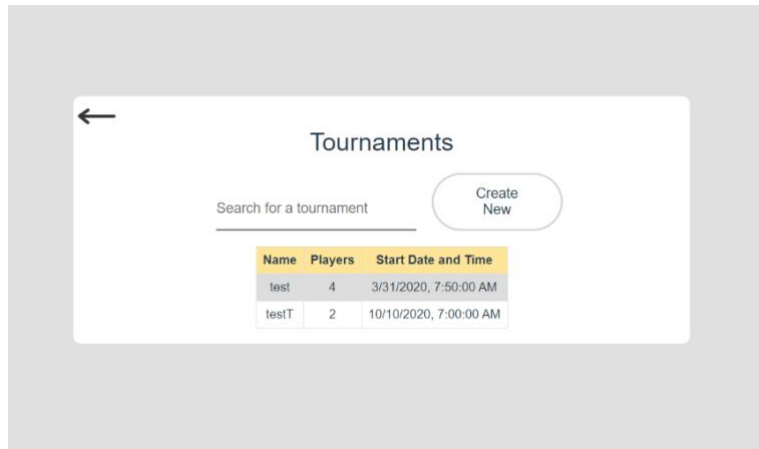 Tournaments
Search for a tournament
Create
New
Name Players Start Date and Time
test 4 3/31/2020, 7:50:00 AM
testT 2 10/10/2020, 7:00:00 AM